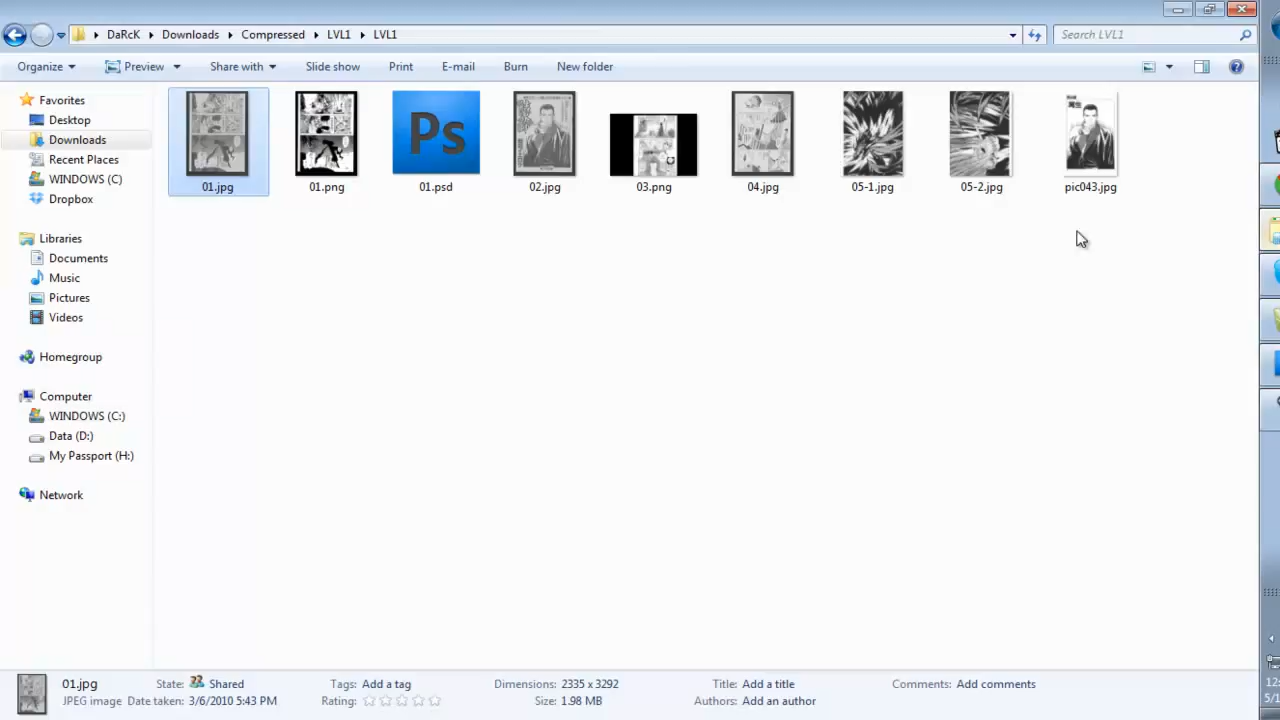 DaRcK Downloads Compressed LVL1 LVL1 Search LVL1
Organize Preview Share with Slide show Print E-mail Burn New folder
Favorites
Desktop
Downloads
Recent Places
WINDOWS (C)
Dropbox
Libraries
Documents
Music
Pictures
Videos
Homegroup
Computer
WINDOWS (C:)
Data (D:)
My Passport (H:)
Network
Ps
01.jpg 01.png 01.psd 02.jpg 03.png 04.jpg 05-1.jpg 05-2.jpg pic043.jpg
01.jpg State: Shared Tags: Add a tag Dimensions: 2335 x 3292 Title: Add a title Comments: Add comments
JPEG image Date taken: 3/6/2010 5:43 PM Rating: Size: 1.98 MB Authors: Add an author